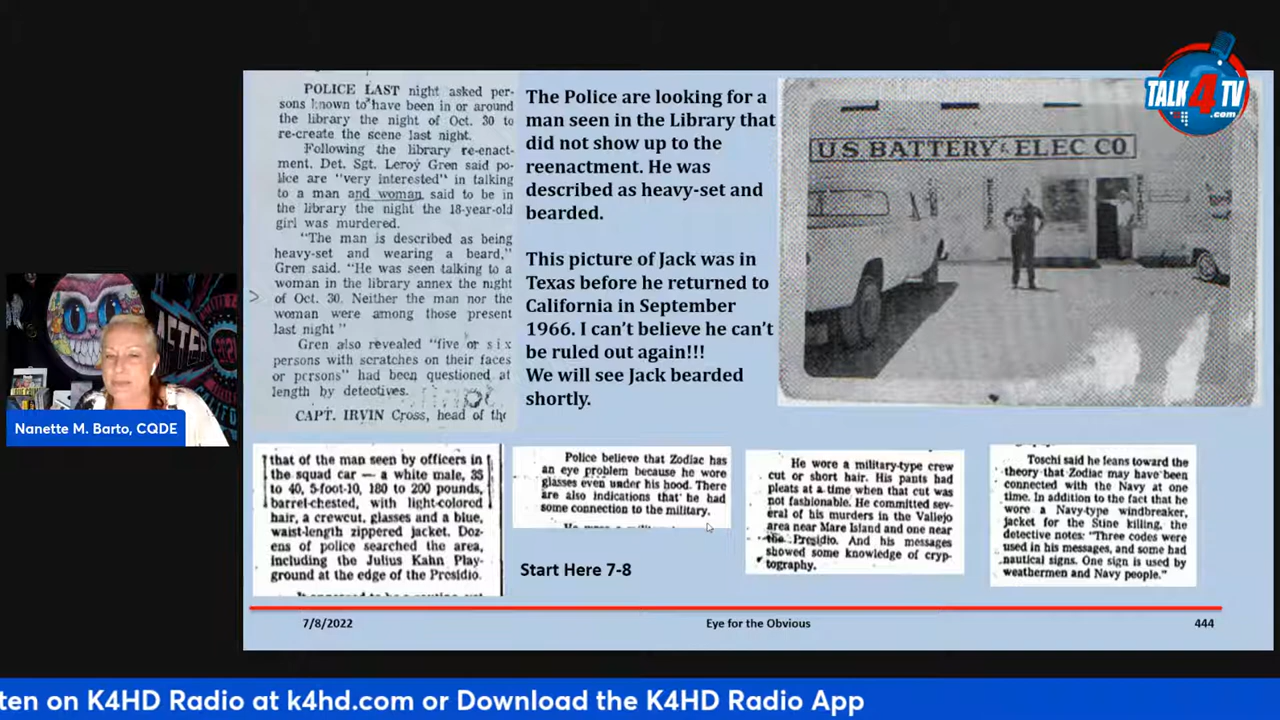 POLICE LAST night asked per-
sons known to have been in or around
the library the night of Oct. 30 to
re-create the scene last night.
Following the library re-enact-
ment, Det. Sgt. Leroy Gren said po-
lice are "very interested" in talking
to a man and woman said to be in
the library the night the 18-year-old
girl was murdered.
"The man is described as being
heavy-set and wearing a beard,"
Gren said. "He was seen talking to a
woman in the library annex the night
of Oct. 30. Neither the man nor the
woman were among those present
last night"
Gren also revealed "five or six
persons with scratches on their faces
or persons" had been questioned at
length by detectives.
CAPT. IRVIN Cross, head of the
The Police are looking for a
man seen in the Library that
did not show up to the
reenactment. He was
described as heavy-set and
bearded.
This picture of Jack was in
Texas before he returned to
California in September
1966. I can't believe he can't
be ruled out again!!!
We will see Jack bearded
shortly.
U S BATTERY & ELEC CO.
TALK 4 TV
.com
Nanette M. Barto, CQDE
that of the man seen by officers in
the squad car — a white male, 35
to 40, 5-foot-10, 180 to 200 pounds,
barrel-chested, with light-colored
hair, a crewcut, glasses and a blue,
waist-length zippered jacket. Doz-
ens of police searched the area,
including the Julius Kahn Play-
ground at the edge of the Presidio.
Police believe that Zodiac has
an eye problem because he wore
glasses even under his hood. There
are also indications that he had
some connection to the military.
He wore a military-type crew
cut or short hair. His pants had
pleats at a time when that cut was
not fashionable. He committed sev-
eral of his murders in the Vallejo
area near Mare Island and one near
the Presidio. And his messages
showed some knowledge of cryp-
tography.
Toschi said he leans toward the
theory that Zodiac may have been
connected with the Navy at one
time. In addition to the fact that he
wore a Navy-type windbreaker,
jacket for the Stine killing, the
detective notes: "Three codes were
used in his messages, and some had
nautical signs. One sign is used by
weathermen and Navy people."
Start Here 7-8
7/8/2022
Eye for the Obvious
444
ten on K4HD Radio at k4hd.com or Download the K4HD Radio App